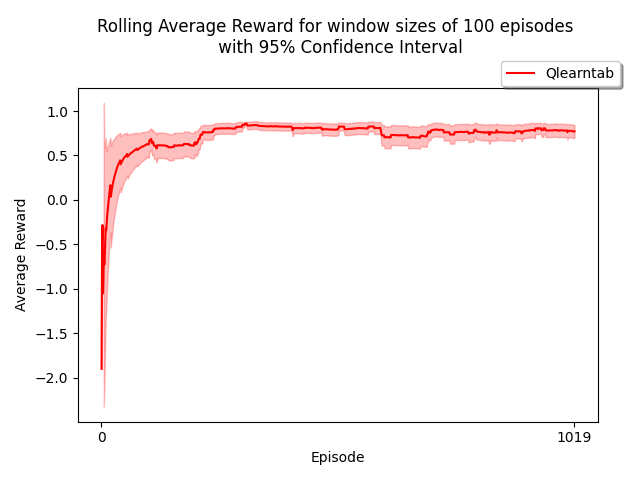 Rolling Average Reward for window sizes of 100 episodes
with 95% Confidence Interval
Qlearntab
1.0
0.5
0.0
−0.5
−1.0
−1.5
−2.0
Average Reward
0
1019
Episode